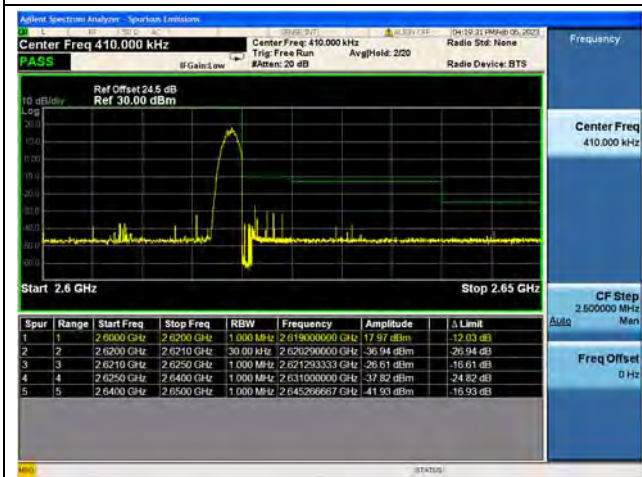 Agilent Spectrum Analyzer - Spurious Emissions
Center Freq 410.000 kHz
PASS
IFGain:Low
Center Freq: 410.000 kHz
Trig: Free Run Avg|Hold: 2/20
#Atten: 20 dB
04:19:31 PM Feb 06, 2023
Radio Std: None
Radio Device: BTS
Ref Offset 24.5 dB
10 dB/div Ref 30.00 dBm
Log
Start 2.6 GHz Stop 2.65 GHz
Spur Range Start Freq Stop Freq RBW Frequency Amplitude Δ Limit
1 1 2.6000 GHz 2.6200 GHz 1.000 MHz 2.619000000 GHz 17.97 dBm -12.03 dB
2 2 2.6200 GHz 2.6210 GHz 30.00 kHz 2.620290000 GHz -36.94 dBm -26.94 dB
3 3 2.6210 GHz 2.6250 GHz 1.000 MHz 2.621293333 GHz -26.61 dBm -16.61 dB
4 4 2.6250 GHz 2.6400 GHz 1.000 MHz 2.631000000 GHz -37.82 dBm -24.82 dB
5 5 2.6400 GHz 2.6500 GHz 1.000 MHz 2.645266667 GHz -41.93 dBm -16.93 dB
Frequency
Center Freq
410.000 kHz
CF Step
2.500000 MHz
Auto Man
Freq Offset
0 Hz
MSG STATUS